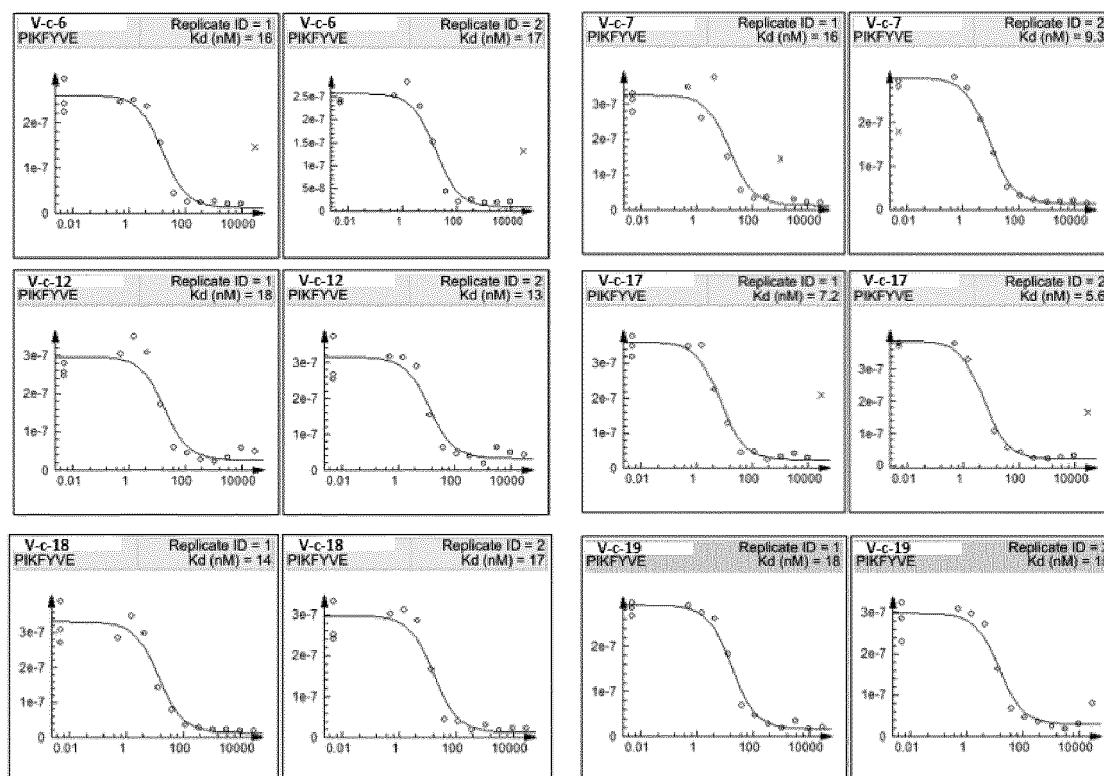 V-c-6 Replicate ID = 1
PIKFYVE Kd (nM) = 16
2e-7
1e-7
0
0.01 1 100 10000
V-c-6 Replicate ID = 2
PIKFYVE Kd (nM) = 17
2.5e-7
1.5e-7
5e-8
0
0.01 1 100 10000
V-c-7 Replicate ID = 1
PIKFYVE Kd (nM) = 16
3e-7
2e-7
1e-7
0
0.01 1 100 10000
V-c-7 Replicate ID = 2
PIKFYVE Kd (nM) = 9.3
2e-7
1e-7
0
0.01 1 100 10000
V-c-12 Replicate ID = 1
PIKFYVE Kd (nM) = 18
3e-7
2e-7
1e-7
0
0.01 1 100 10000
V-c-12 Replicate ID = 2
PIKFYVE Kd (nM) = 13
3e-7
2e-7
1e-7
0
0.01 1 100 10000
V-c-17 Replicate ID = 1
PIKFYVE Kd (nM) = 7.2
3e-7
2e-7
1e-7
0
0.01 1 100 10000
V-c-17 Replicate ID = 2
PIKFYVE Kd (nM) = 5.6
3e-7
2e-7
1e-7
0
0.01 1 100 10000
V-c-18 Replicate ID = 1
PIKFYVE Kd (nM) = 14
3e-7
2e-7
1e-7
0
0.01 1 100 10000
V-c-18 Replicate ID = 2
PIKFYVE Kd (nM) = 17
3e-7
2e-7
1e-7
0
0.01 1 100 10000
V-c-19 Replicate ID = 1
PIKFYVE Kd (nM) = 18
2e-7
1e-7
0
0.01 1 100 10000
V-c-19 Replicate ID =
PIKFYVE Kd (nM) =
3e-7
2e-7
1e-7
0
0.01 1 100 10000